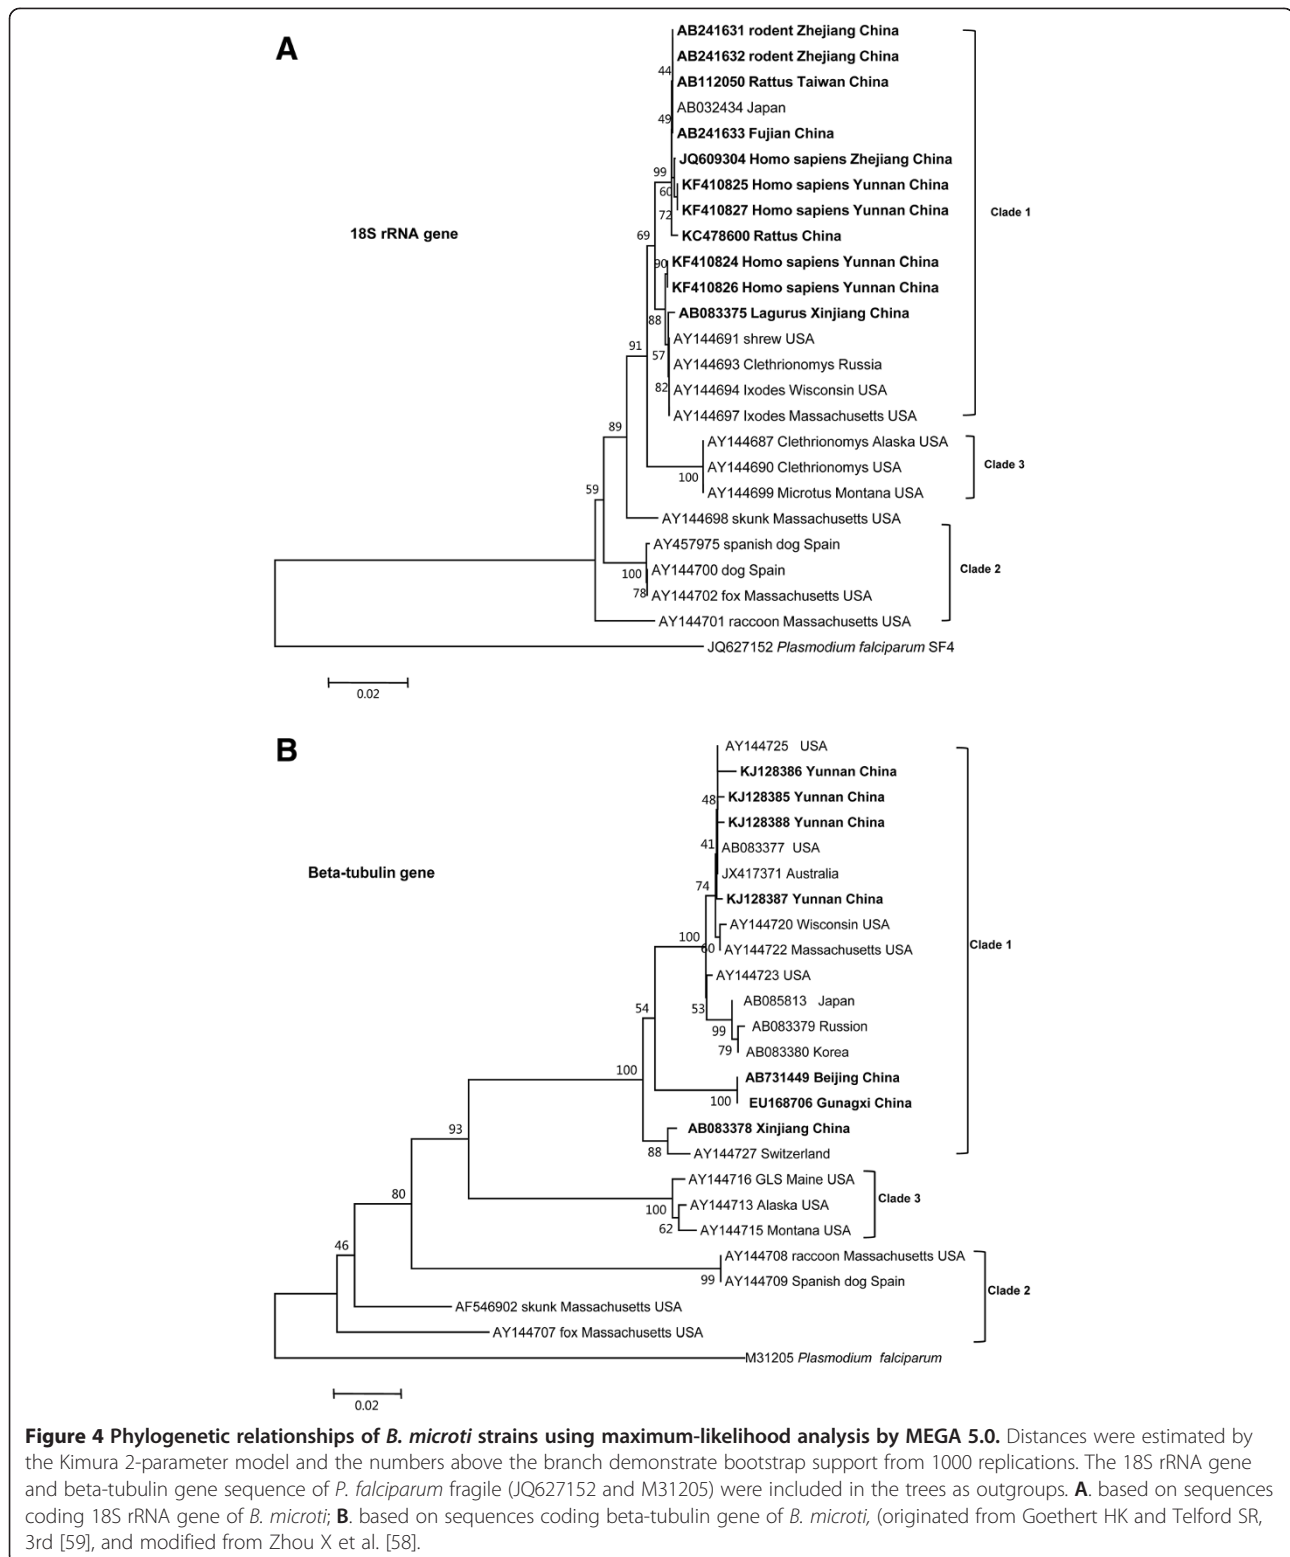 A
AB241631 rodent Zhejiang China
AB241632 rodent Zhejiang China
44
AB112050 Rattus Taiwan China
AB032434 Japan
49
AB241633 Fujian China
JQ609304 Homo sapiens Zhejiang China
99
KF410825 Homo sapiens Yunnan China
60
KF410827 Homo sapiens Yunnan China
72
Clade 1
18S rRNA gene
69
KC478600 Rattus China
90
KF410824 Homo sapiens Yunnan China
KF410826 Homo sapiens Yunnan China
AB083375 Lagurus Xinjiang China
88
AY144691 shrew USA
91
57
AY144693 Clethrionomys Russia
82
AY144694 Ixodes Wisconsin USA
AY144697 Ixodes Massachusetts USA
89
AY144687 Clethrionomys Alaska USA
AY144690 Clethrionomys USA
Clade 3
100
AY144699 Microtus Montana USA
59
AY144698 skunk Massachusetts USA
AY457975 spanish dog Spain
100
AY144700 dog Spain
Clade 2
78
AY144702 fox Massachusetts USA
AY144701 raccoon Massachusetts USA
JQ627152 Plasmodium falciparum SF4
0.02
B
AY144725 USA
KJ128386 Yunnan China
48
KJ128385 Yunnan China
KJ128388 Yunnan China
41
AB083377 USA
Beta-tubulin gene
JX417371 Australia
74
KJ128387 Yunnan China
AY144720 Wisconsin USA
100
60
AY144722 Massachusetts USA
Clade 1
AY144723 USA
53
AB085813 Japan
54
99
AB083379 Russion
79
AB083380 Korea
100
AB731449 Beijing China
100
EU168706 Gunagxi China
AB083378 Xinjiang China
93
88
AY144727 Switzerland
AY144716 GLS Maine USA
80
100
AY144713 Alaska USA
Clade 3
62
AY144715 Montana USA
46
AY144708 raccoon Massachusetts USA
99
AY144709 Spanish dog Spain
Clade 2
AF546902 skunk Massachusetts USA
AY144707 fox Massachusetts USA
M31205 Plasmodium falciparum
0.02
Figure 4 Phylogenetic relationships of B. microti strains using maximum-likelihood analysis by MEGA 5.0. Distances were estimated by
the Kimura 2-parameter model and the numbers above the branch demonstrate bootstrap support from 1000 replications. The 18S rRNA gene
and beta-tubulin gene sequence of P. falciparum fragile (JQ627152 and M31205) were included in the trees as outgroups. A. based on sequences
coding 18S rRNA gene of B. microti; B. based on sequences coding beta-tubulin gene of B. microti, (originated from Goethert HK and Telford SR,
3rd [59], and modified from Zhou X et al. [58].